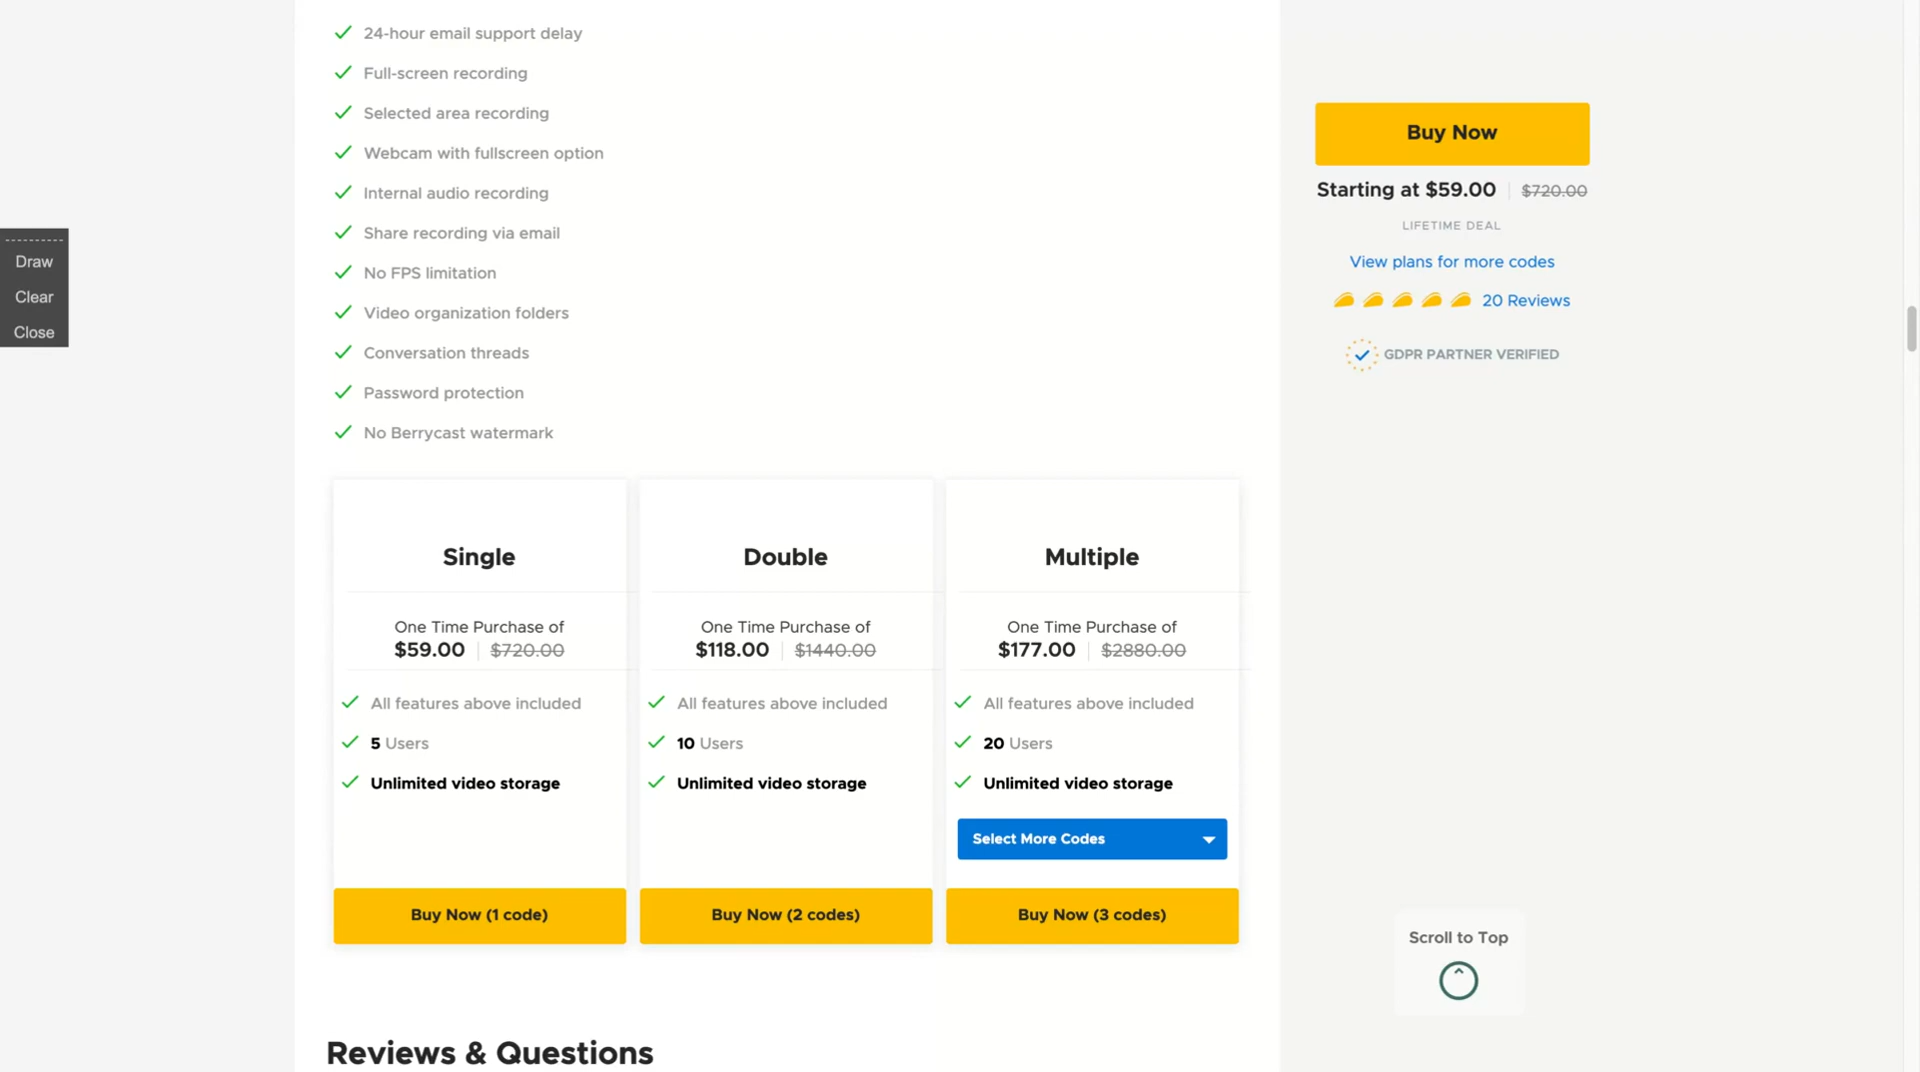 24-hour email support delay
Full-screen recording
Selected area recording
Webcam with fullscreen option
Internal audio recording
Share recording via email
No FPS limitation
Video organization folders
Conversation threads
Password protection
No Berrycast watermark
Draw
Clear
Close
Buy Now
Starting at $59.00 $720.00
LIFETIME DEAL
View plans for more codes
20 Reviews
GDPR PARTNER VERIFIED
Single
One Time Purchase of
$59.00 $720.00
All features above included
5 Users
Unlimited video storage
Buy Now (1 code)
Double
One Time Purchase of
$118.00 $1440.00
All features above included
10 Users
Unlimited video storage
Buy Now (2 codes)
Multiple
One Time Purchase of
$177.00 $2880.00
All features above included
20 Users
Unlimited video storage
Select More Codes
Buy Now (3 codes)
Scroll to Top
Reviews & Questions